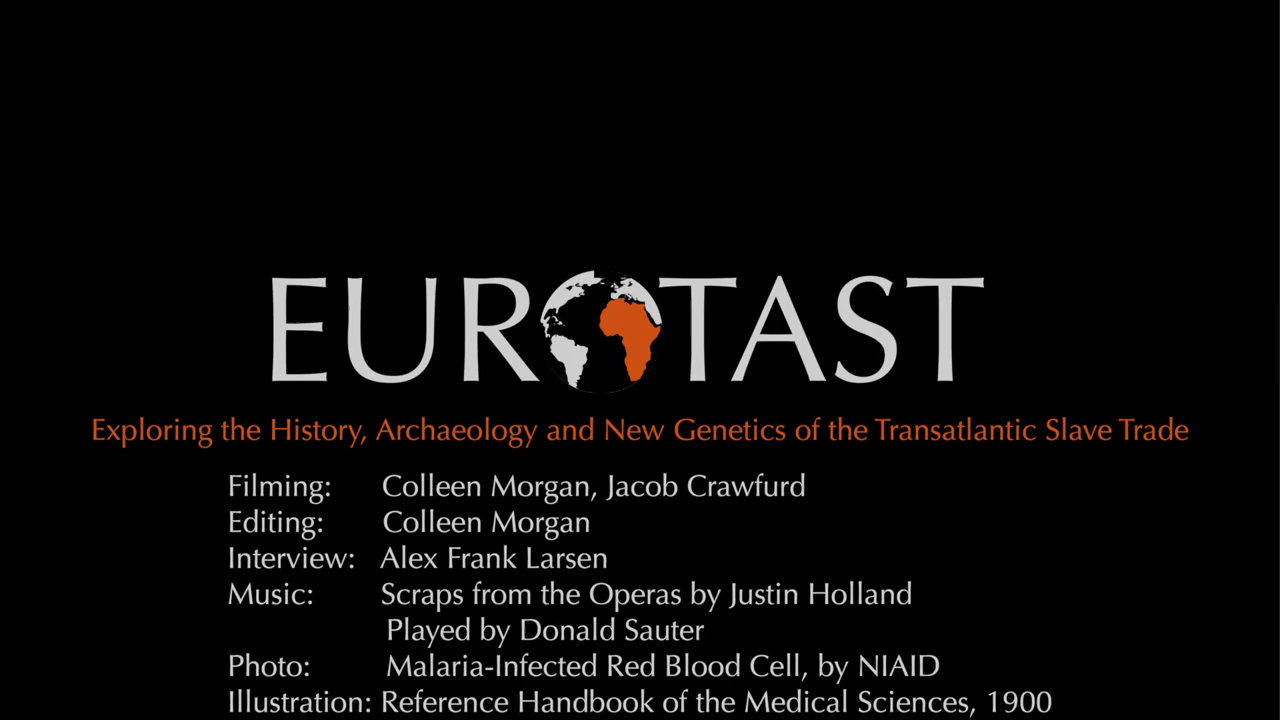 EUROTAST
Exploring the History, Archaeology and New Genetics of the Transatlantic Slave Trade
Filming: Colleen Morgan, Jacob Crawfurd
Editing: Colleen Morgan
Interview: Alex Frank Larsen
Music: Scraps from the Operas by Justin Holland
Played by Donald Sauter
Photo: Malaria-Infected Red Blood Cell, by NIAID
Illustration: Reference Handbook of the Medical Sciences, 1900